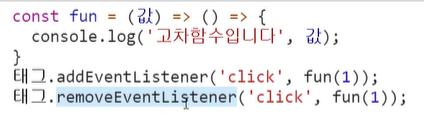 const fun = (값) => () => {
console.log('고차함수입니다', 값);
}
태그.addEventListener('click', fun(1));
태그.removeEventListener('click', fun(1));